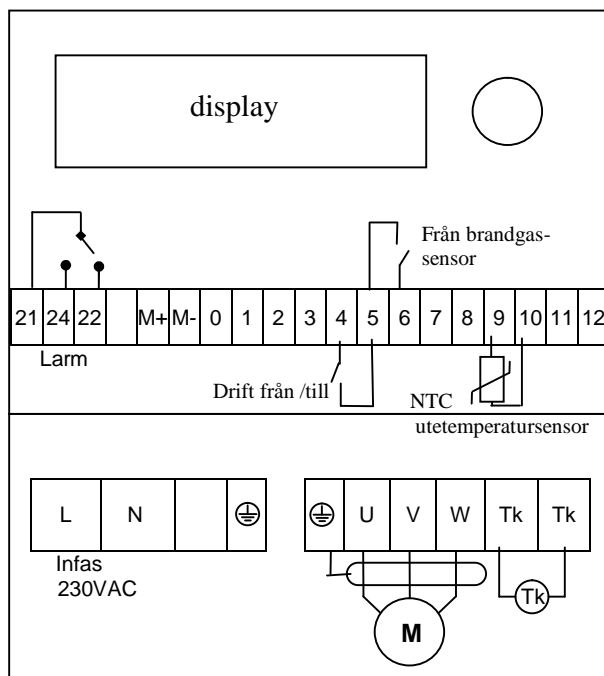 display
Från brandgas-
sensor
21 24 22 M+ M- 0 1 2 3 4 5 6 7 8 9 10 11 12
Larm
Drift från /till
NTC
utetemperatursensor
L N
U V W Tk Tk
Infas
230VAC
Tk
M